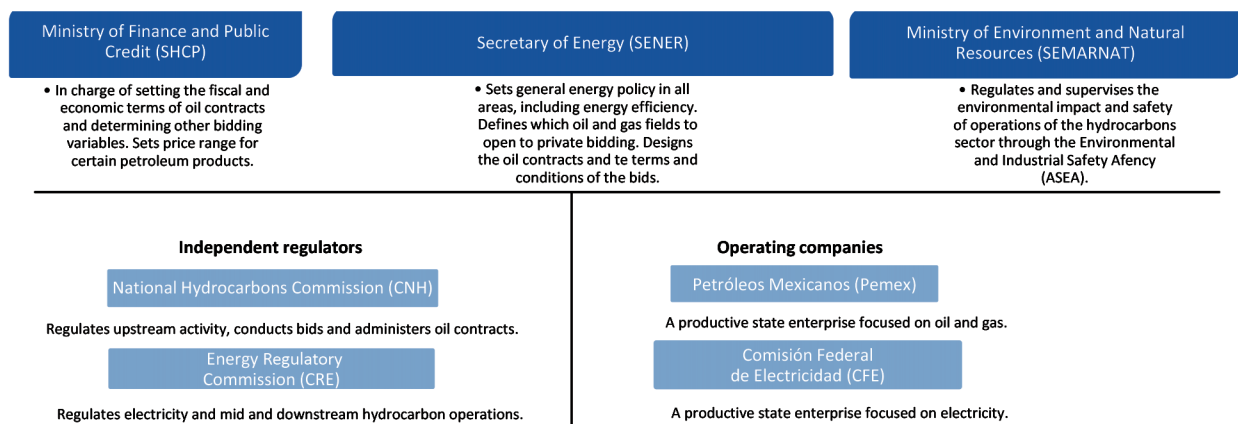 Ministry of Finance and Public
Credit (SHCP)
• In charge of setting the fiscal and
economic terms of oil contracts
and determining other bidding
variables. Sets price range for
certain petroleum products.
Secretary of Energy (SENER)
• Sets general energy policy in all
areas, including energy efficiency.
Defines which oil and gas fields to
open to private bidding. Designs
the oil contracts and te terms and
conditions of the bids.
Ministry of Environment and Natural
Resources (SEMARNAT)
• Regulates and supervises the
environmental impact and safety
of operations of the hydrocarbons
sector through the Environmental
and Industrial Safety Afency
(ASEA).
Independent regulators
National Hydrocarbons Commission (CNH)
Regulates upstream activity, conducts bids and administers oil contracts.
Energy Regulatory
Commission (CRE)
Regulates electricity and mid and downstream hydrocarbon operations.
Operating companies
Petróleos Mexicanos (Pemex)
A productive state enterprise focused on oil and gas.
Comisión Federal
de Electricidad (CFE)
A productive state enterprise focused on electricity.